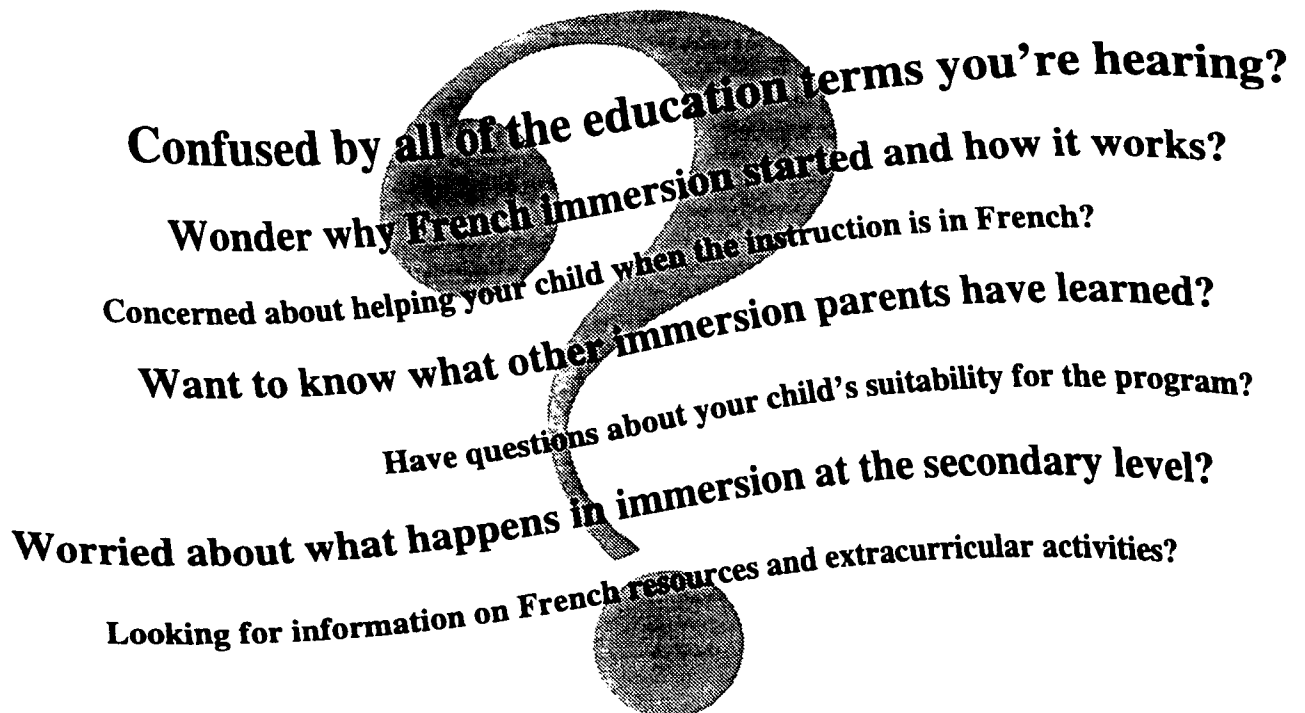 Confused by all of the education terms you're hearing?
Wonder why French immersion started and how it works?
Concerned about helping your child when the instruction is in French?
Want to know what other immersion parents have learned?
Have questions about your child's suitability for the program?
Worried about what happens in immersion at the secondary level?
Looking for information on French resources and extracurricular activities?